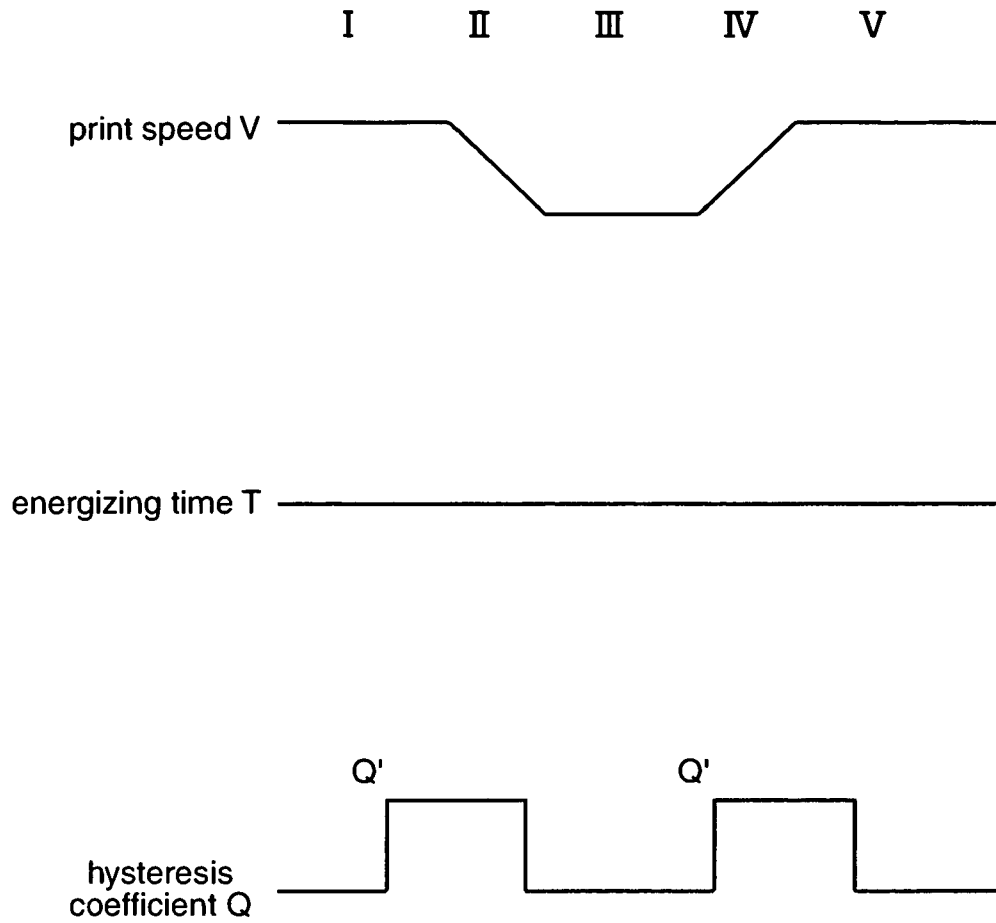 I II III IV V
print speed V
energizing time T
Q' Q'
hysteresis
coefficient Q